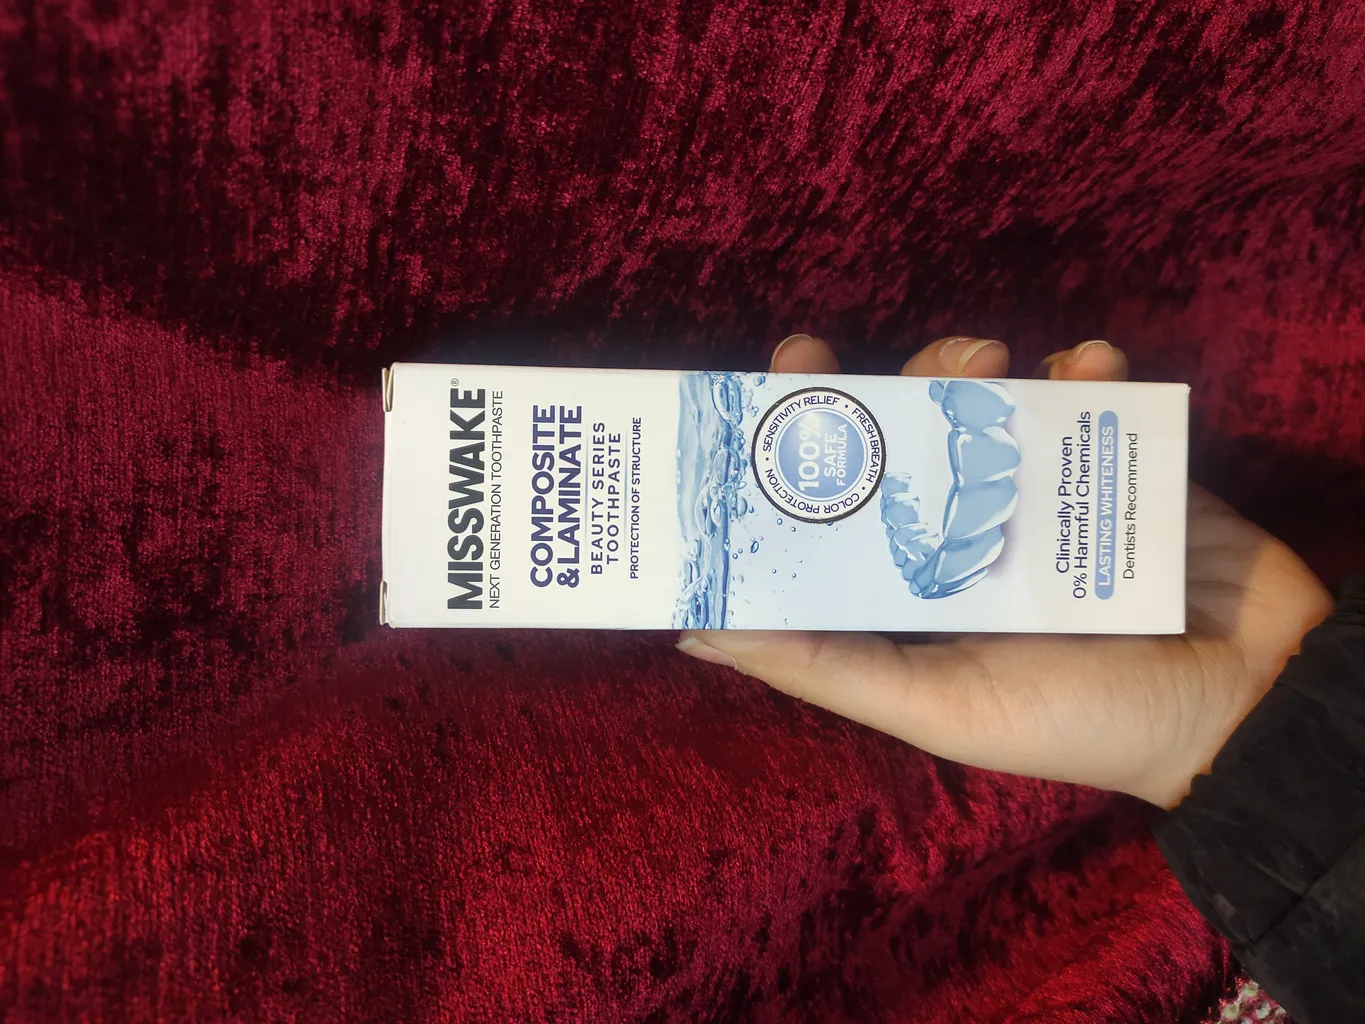 MISSWAKE®
NEXT GENERATION TOOTHPASTE
COMPOSITE
& LAMINATE
BEAUTY SERIES
TOOTHPASTE
PROTECTION OF STRUCTURE
SENSITIVITY RELIEF • FRESH BREATH • COLOR PROTECTION •
100%
SAFE
FORMULA
Clinically Proven
0% Harmful Chemicals
LASTING WHITENESS
Dentists Recommend